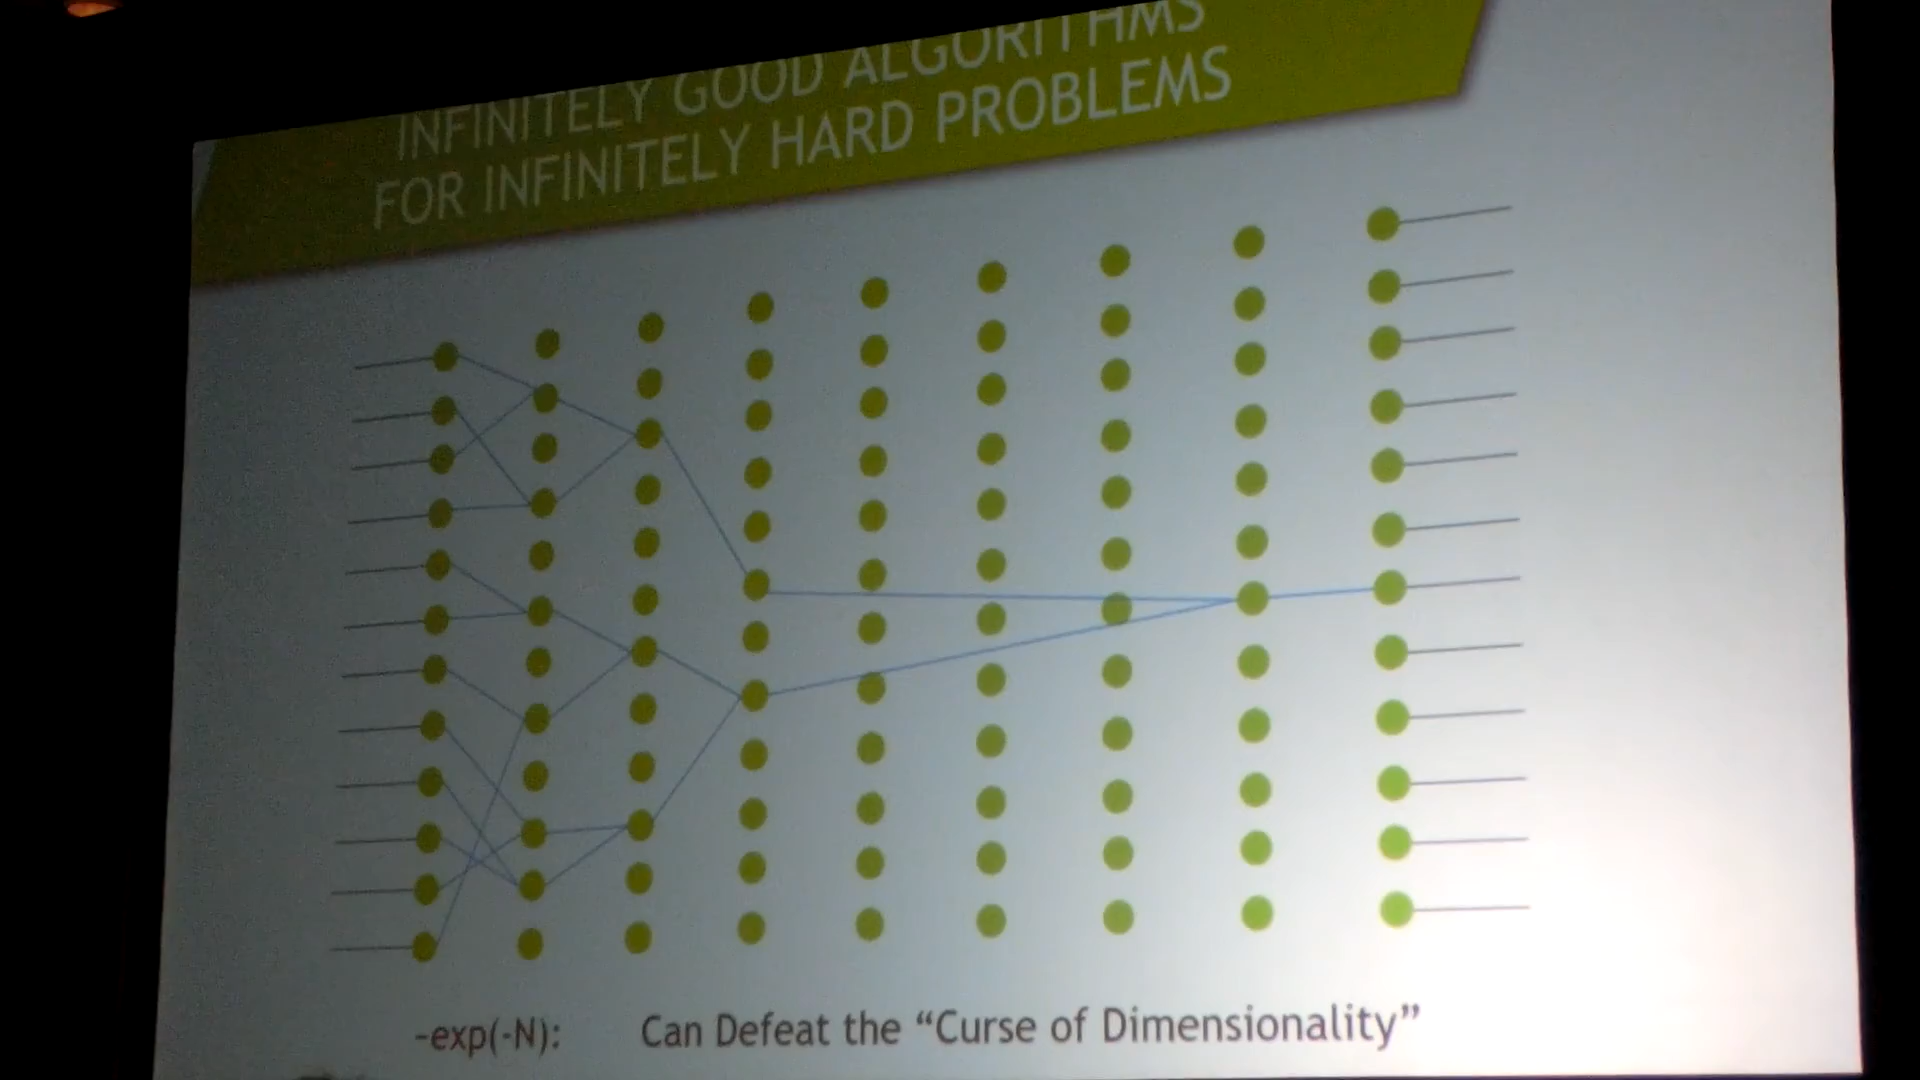 INFINITELY GOOD ALGORITHMS
FOR INFINITELY HARD PROBLEMS
-exp(-N): Can Defeat the “Curse of Dimensionality”